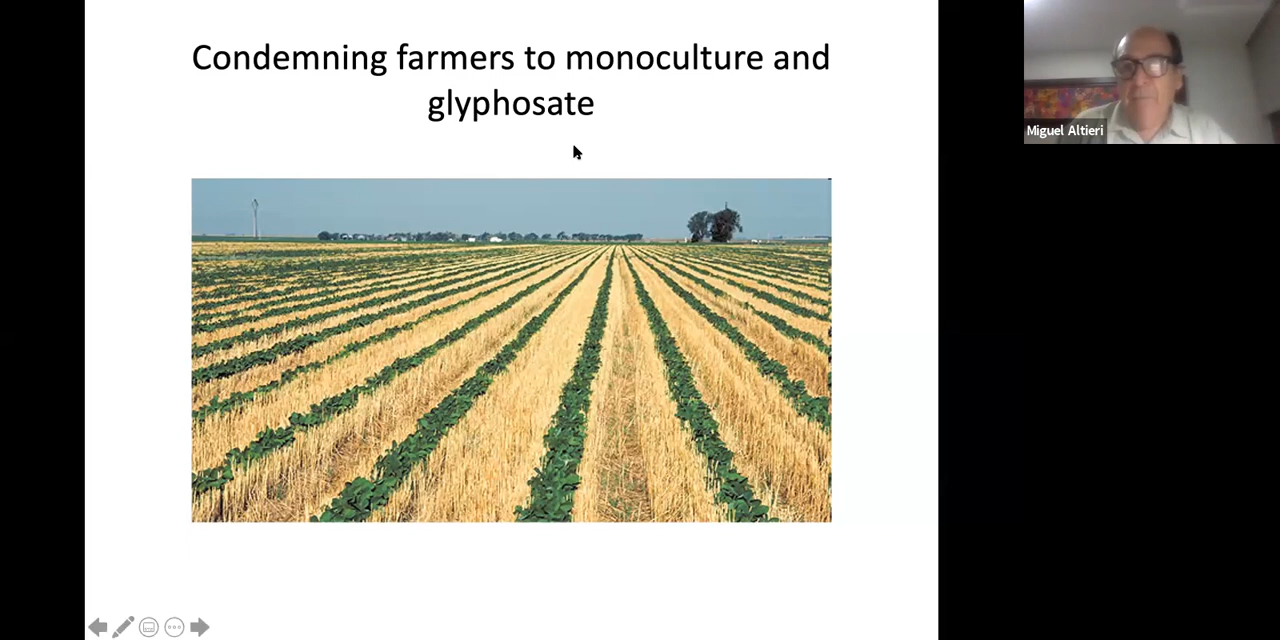 Condemning farmers to monoculture and
glyphosate
Miguel Altieri